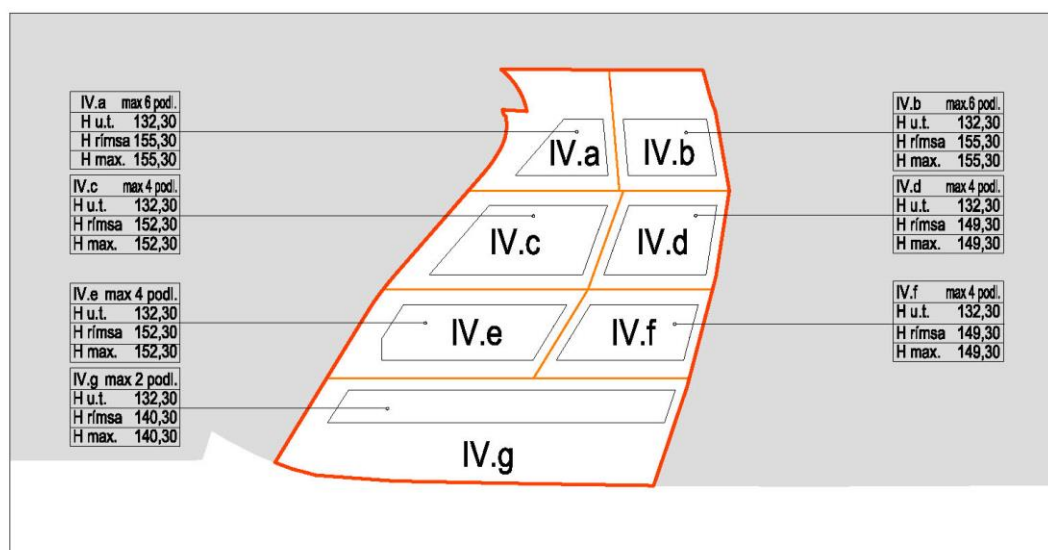 IV.a max 6 podl.
H u.t. 132,30
H rímsa 155,30
H max. 155,30
IV.c max 4 podl.
H u.t. 132,30
H rímsa 152,30
H max. 152,30
IV.e max 4 podl.
H u.t. 132,30
H rímsa 152,30
H max. 152,30
IV.g max 2 podl.
H u.t. 132,30
H rímsa 140,30
H max. 140,30
IV.a
IV.b
IV.c
IV.d
IV.e
IV.f
IV.g
IV.b max.6 podl.
H u.t. 132,30
H rímsa 155,30
H max. 155,30
IV.d max 4 podl.
H u.t. 132,30
H rímsa 149,30
H max. 149,30
IV.f max 4 podl.
H u.t. 132,30
H rímsa 149,30
H max. 149,30